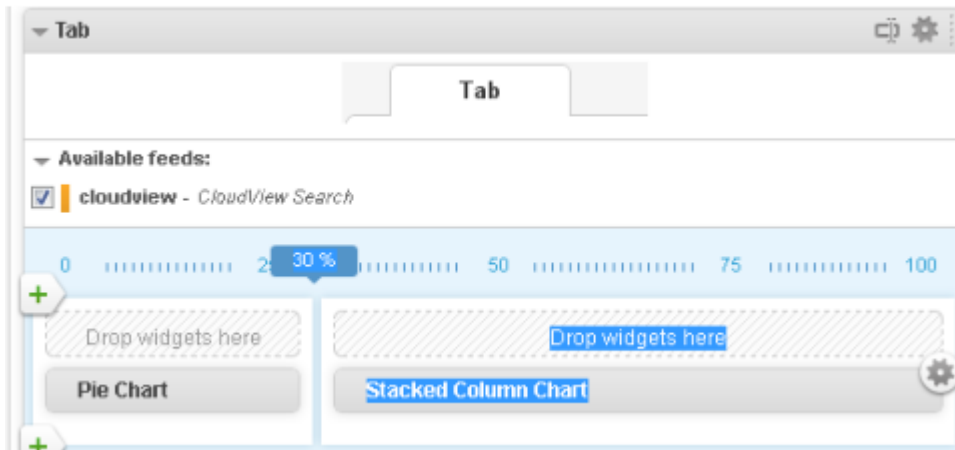 Tab
Tab
Available feeds:
cloudview - CloudView Search
0 30 % 50 75 100
Drop widgets here Drop widgets here
Pie Chart Stacked Column Chart